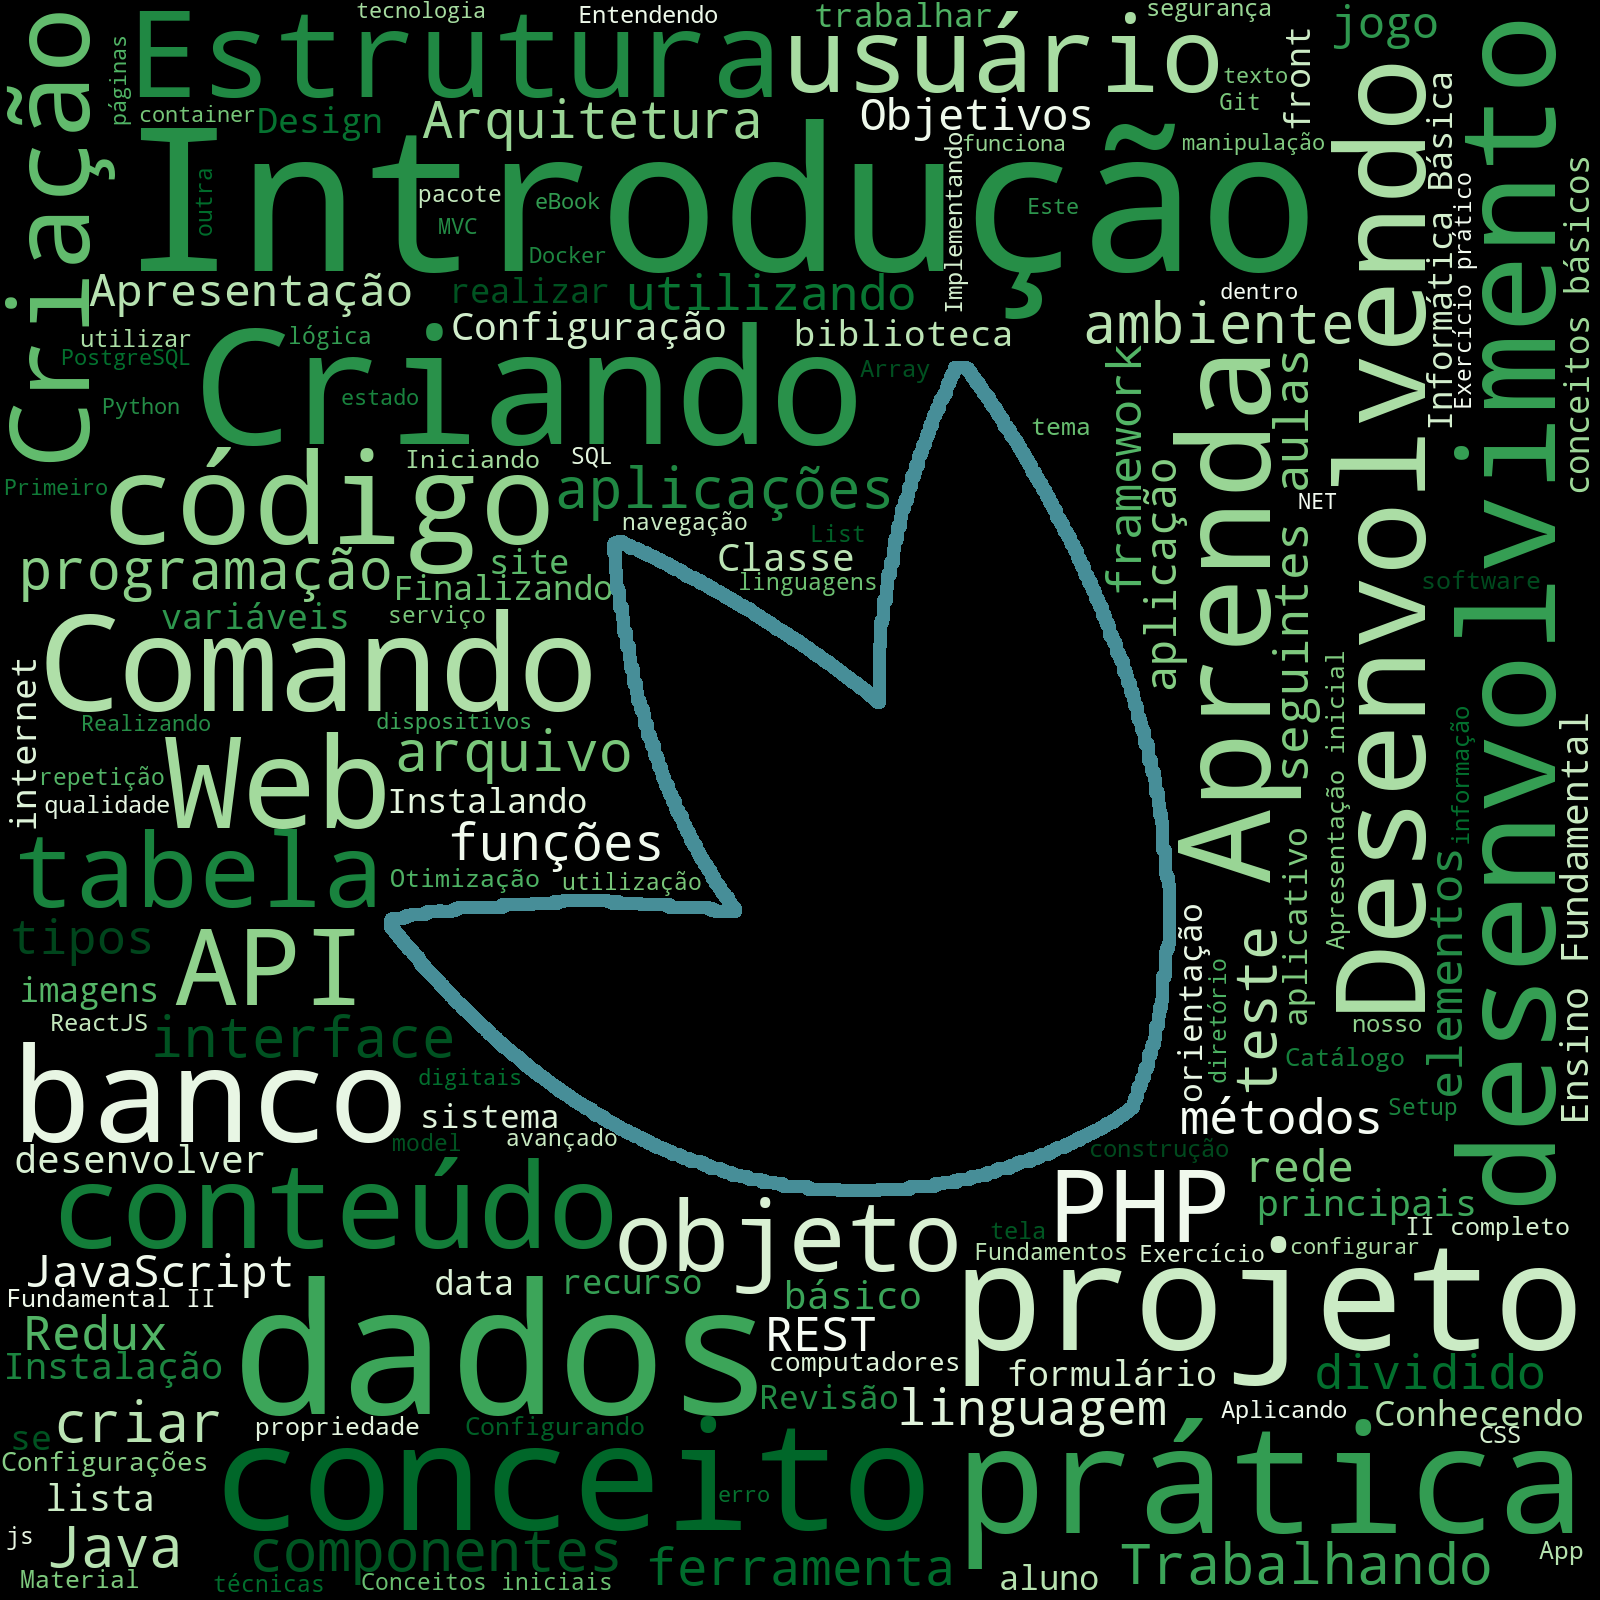 tecnologia
Entendendo
trabalhar
segurança
jogo
Criação
páginas
Estrutura
usuário
texto
front
Git
container
Design
Arquitetura
Objetivos
funciona
manipulação
Introdução
outra
pacote
eBook
MVC
Docker
Este
Implementando
Informática Básica
Exercício prático
conceitos básicos
desenvolvimento
Desenvolvendo
Apresentação
realizar
utilizando
dentro
ambiente
utilizar
PostgreSQL
lógica
Configuração
biblioteca
Array
Criando
Python
estado
tema
framework
Aprenda
seguintes aulas
Primeiro
código
Iniciando
SQL
aplicações
aplicação
NET
navegação
List
programação
site
Classe
linguagens
Finalizando
software
variáveis
serviço
Comando
internet
Realizando
dispositivos
Apresentação inicial
informação
Ensino Fundamental
Web
arquivo
repetição
qualidade
Instalando
funções
tabela
Otimização
utilização
aplicativo
elementos
tipos
API
orientação
diretório
teste
imagens
ReactJS
nosso
interface
Catálogo
banco
digitais
sistema
model
avançado
métodos
Setup
desenvolver
construção
rede
conteúdo
objeto
PHP
principais
tela
II completo
Fundamentos
Exercício
configurar
JavaScript
data
recurso
básico
projeto
Fundamental II
dados
Redux
REST
computadores
Instalação
formulário
dividido
Revisão
criar
linguagem
Aplicando
Conhecendo
se
propriedade
Configurando
CSS
Configurações
conceito
prática
lista
erro
js
Java
componentes
ferramenta
Trabalhando
App
Material
técnicas
Conceitos iniciais
aluno